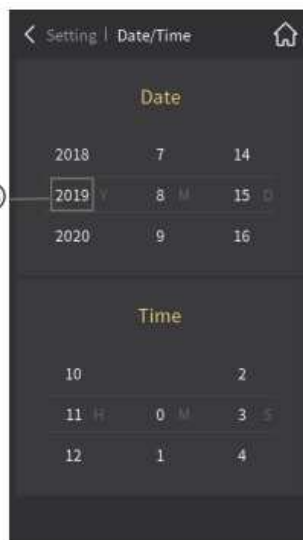 Setting | Date/Time
Date
2018 7 14
2019 Y 8 M 15 D
2020 9 16
Time
10 2
11 H 0 M 3 S
12 1 4